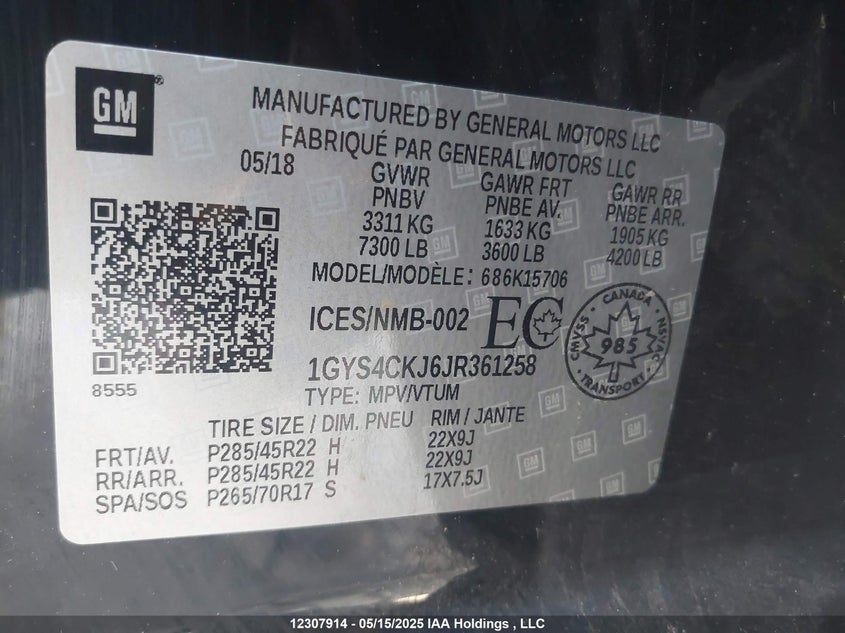 GM ®
MANUFACTURED BY GENERAL MOTORS LLC
FABRIQUÉ PAR GENERAL MOTORS LLC
05/18 GVWR GAWR FRT GAWR RR
PNBV PNBE AV. PNBE ARR.
3311 KG 1633 KG 1905 KG
7300 LB 3600 LB 4200 LB
MODEL/MODÈLE: 686K15706
ICES/NMB-002 EC
CANADA
CMVSS 985 NSVAC
TRANSPORT
1GYS4CKJ6JR361258
8555
TYPE: MPV/VTUM
TIRE SIZE / DIM. PNEU RIM / JANTE
FRT/AV. P285/45R22 H 22X9J
RR/ARR. P285/45R22 H 22X9J
SPA/SOS P265/70R17 S 17X7.5J
12307914 - 05/15/2025 IAA Holdings , LLC